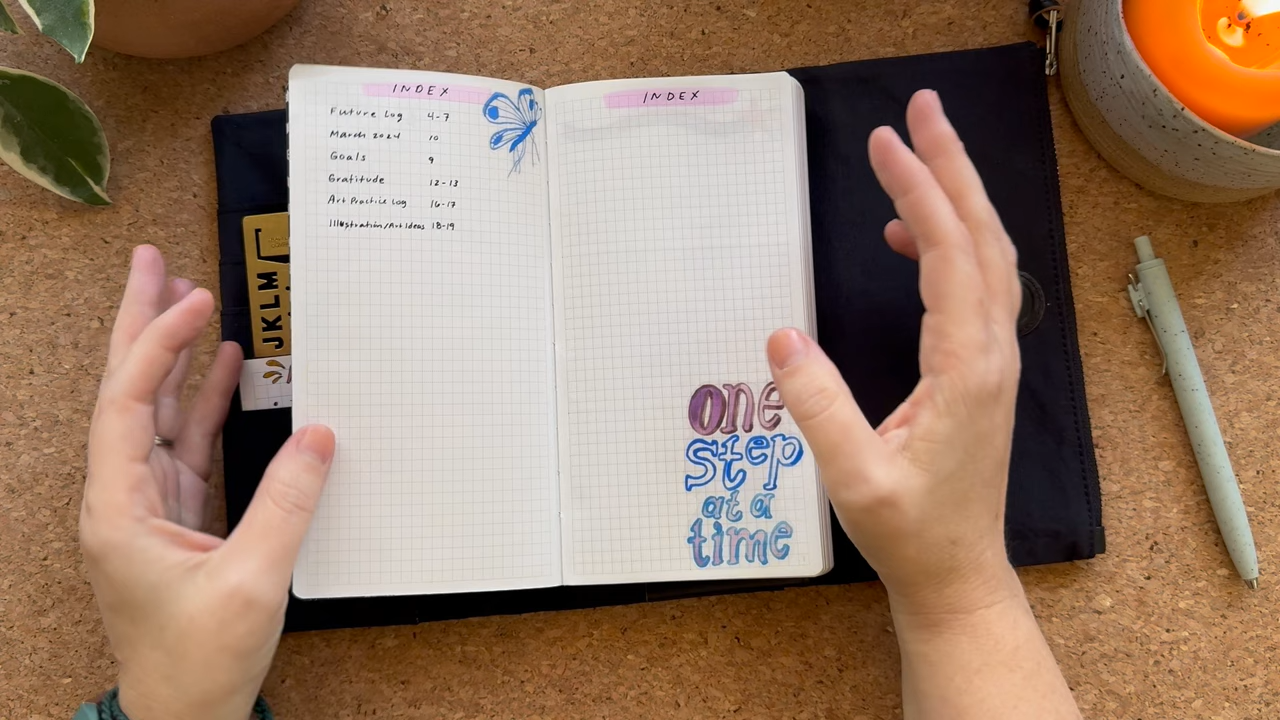 INDEX
Future Log 4-7
March 2024 10
Goals 9
Gratitude 12-13
Art Practice Log 16-17
Illustration/Art Ideas 18-19
INDEX
one
step
at a
time
JKLM